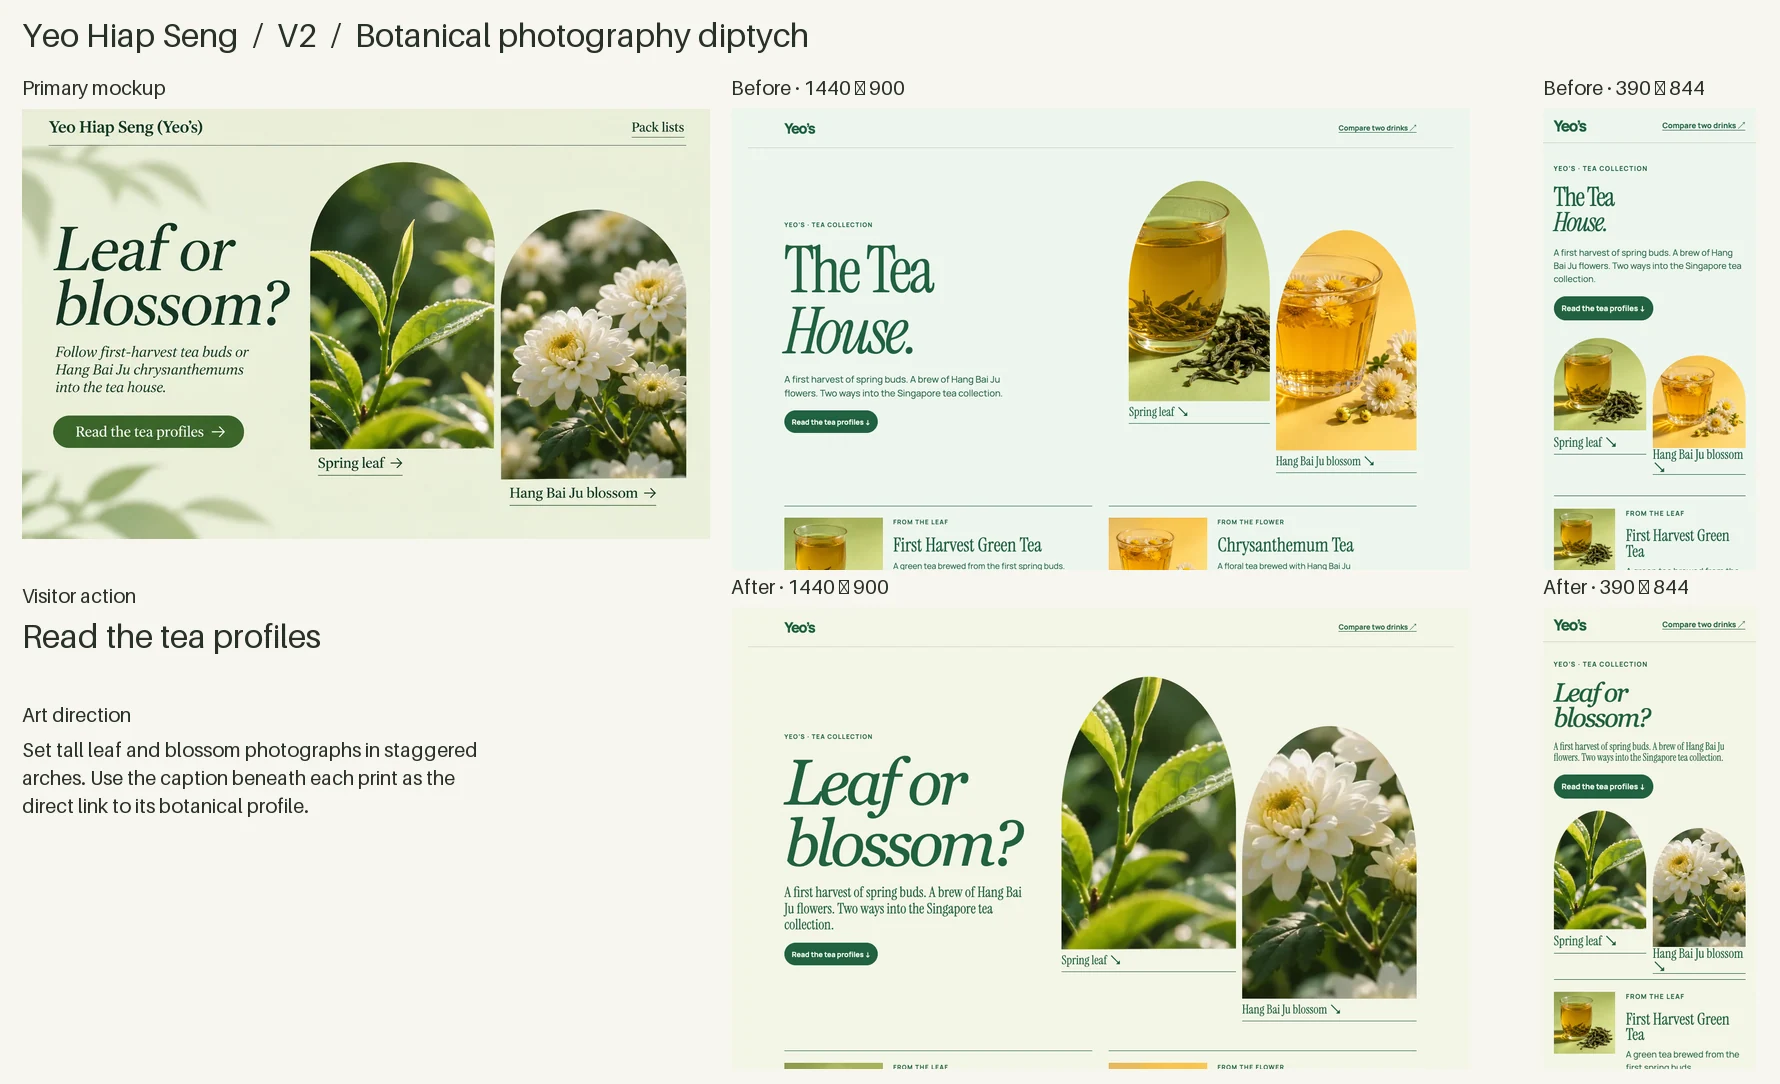 Yeo Hiap Seng / V2 / Botanical photography diptych
Primary mockup
Yeo Hiap Seng (Yeo's)
Pack lists
Leaf or
blossom?
Follow first-harvest tea buds or
Hang Bai Ju chrysanthemums
into the tea house.
Read the tea profiles →
Spring leaf →
Hang Bai Ju blossom →
Visitor action
Read the tea profiles
Art direction
Set tall leaf and blossom photographs in staggered
arches. Use the caption beneath each print as the
direct link to its botanical profile.
Before · 1440 900
Yeo's
Compare two drinks ↗
YEO'S · TEA COLLECTION
The Tea
House.
A first harvest of spring buds. A brew of Hang Bai Ju
flowers. Two ways into the Singapore tea collection.
Read the tea profiles ↓
Spring leaf ↘
Hang Bai Ju blossom ↘
FROM THE LEAF
First Harvest Green Tea
A green tea brewed from the first spring buds.
FROM THE FLOWER
Chrysanthemum Tea
A floral tea brewed with Hang Bai Ju
Before · 390 844
Yeo's
Compare two drinks ↗
YEO'S · TEA COLLECTION
The Tea
House.
A first harvest of spring buds. A brew of Hang
Bai Ju flowers. Two ways into the Singapore tea
collection.
Read the tea profiles ↓
Spring leaf ↘
Hang Bai Ju blossom
↘
FROM THE LEAF
First Harvest Green
Tea
After · 1440 900
Yeo's
Compare two drinks ↗
YEO'S · TEA COLLECTION
Leaf or
blossom?
A first harvest of spring buds. A brew of Hang Bai
Ju flowers. Two ways into the Singapore tea
collection.
Read the tea profiles ↓
Spring leaf ↘
Hang Bai Ju blossom ↘
FROM THE LEAF
FROM THE FLOWER
After · 390 844
Yeo's
Compare two drinks ↗
YEO'S · TEA COLLECTION
Leaf or
blossom?
A first harvest of spring buds. A brew of Hang Bai Ju
flowers. Two ways into the Singapore tea collection.
Read the tea profiles ↓
Spring leaf ↘
Hang Bai Ju blossom
↘
FROM THE LEAF
First Harvest Green
Tea
A green tea brewed from the
first spring buds.